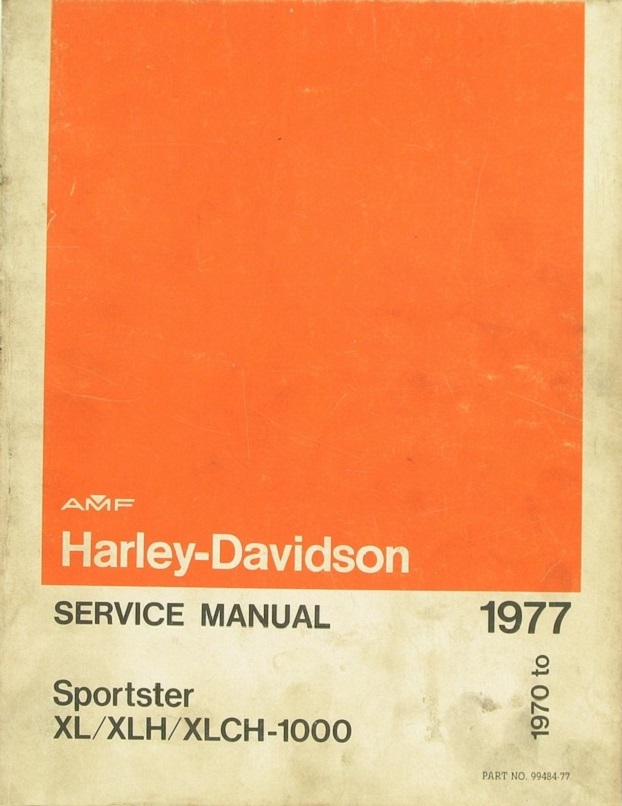 AMF
Harley-Davidson
SERVICE MANUAL
1977
1970 to
Sportster
XL/XLH/XLCH-1000
PART NO. 99484-77